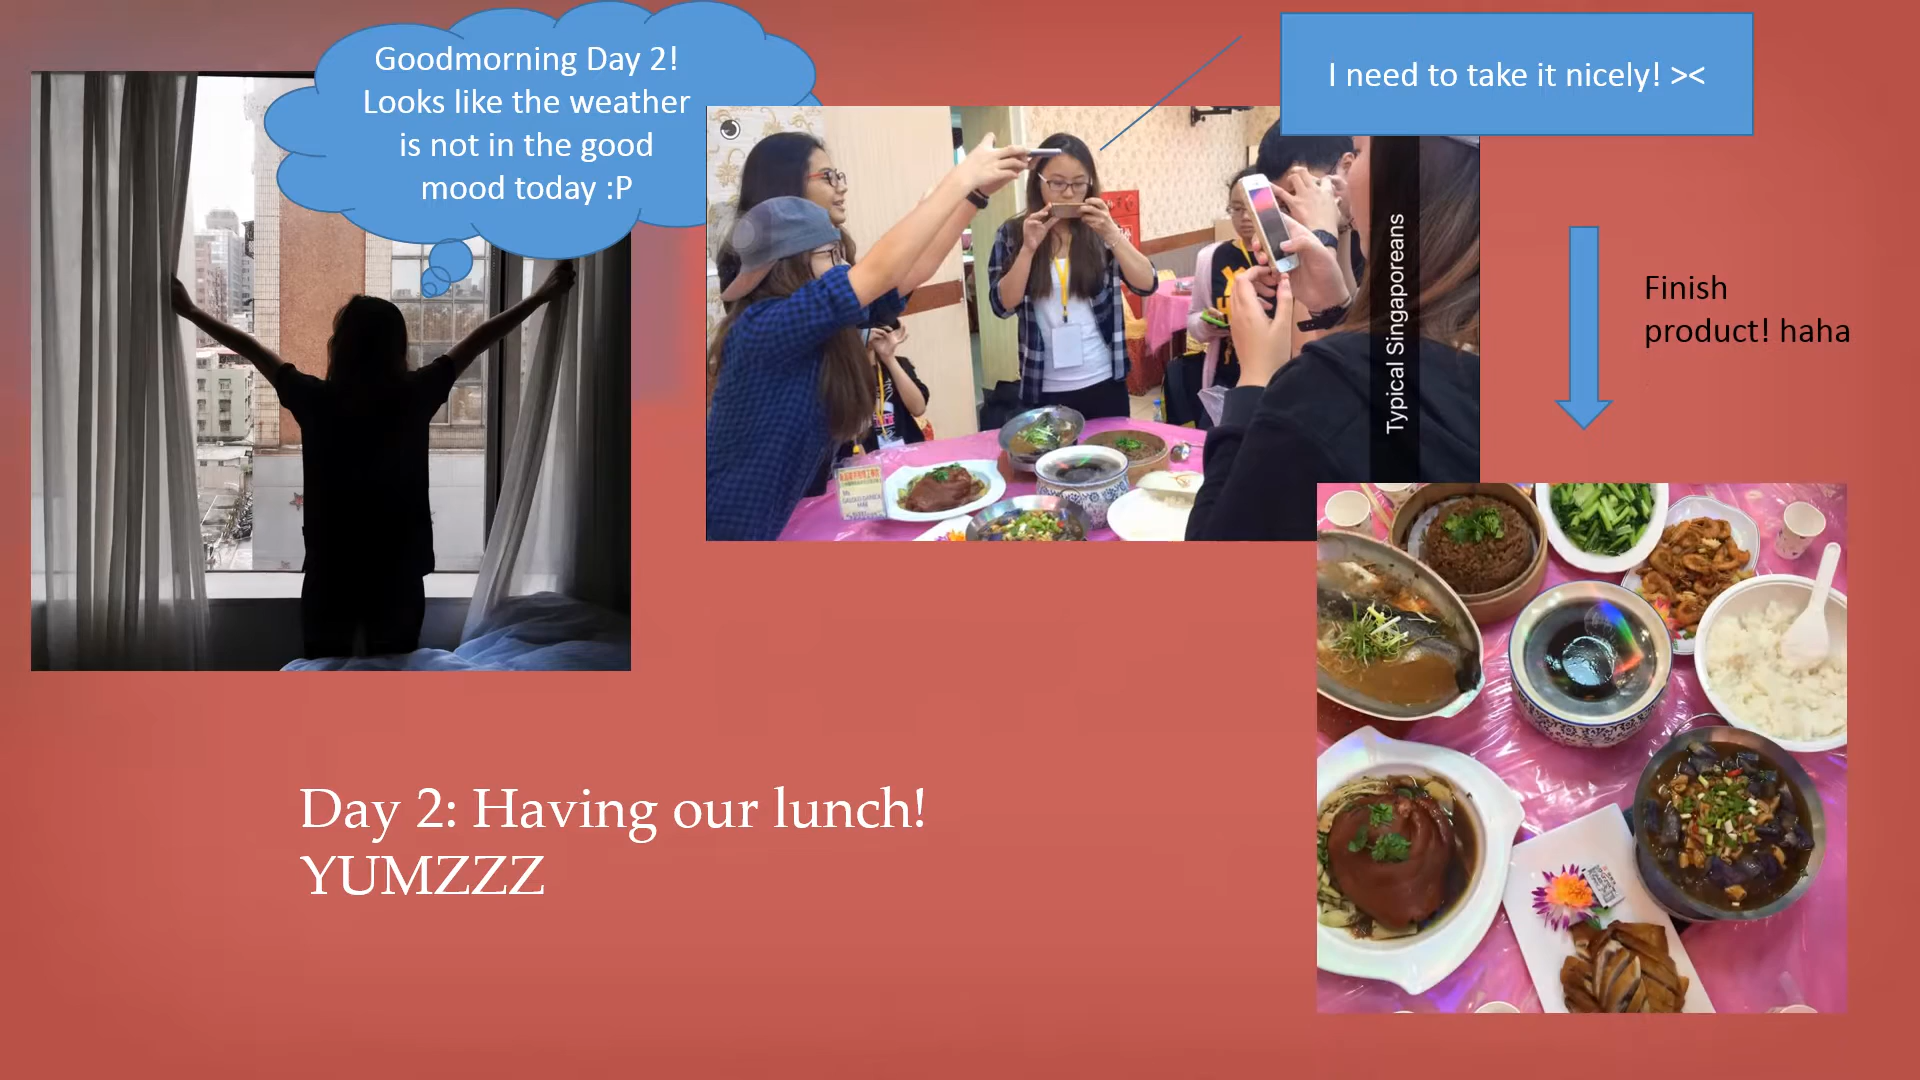 Goodmorning Day 2!
Looks like the weather
is not in the good
mood today :P
I need to take it nicely! ><
Typical Singaporeans
Finish
product! haha
Day 2: Having our lunch!
YUMZZZ